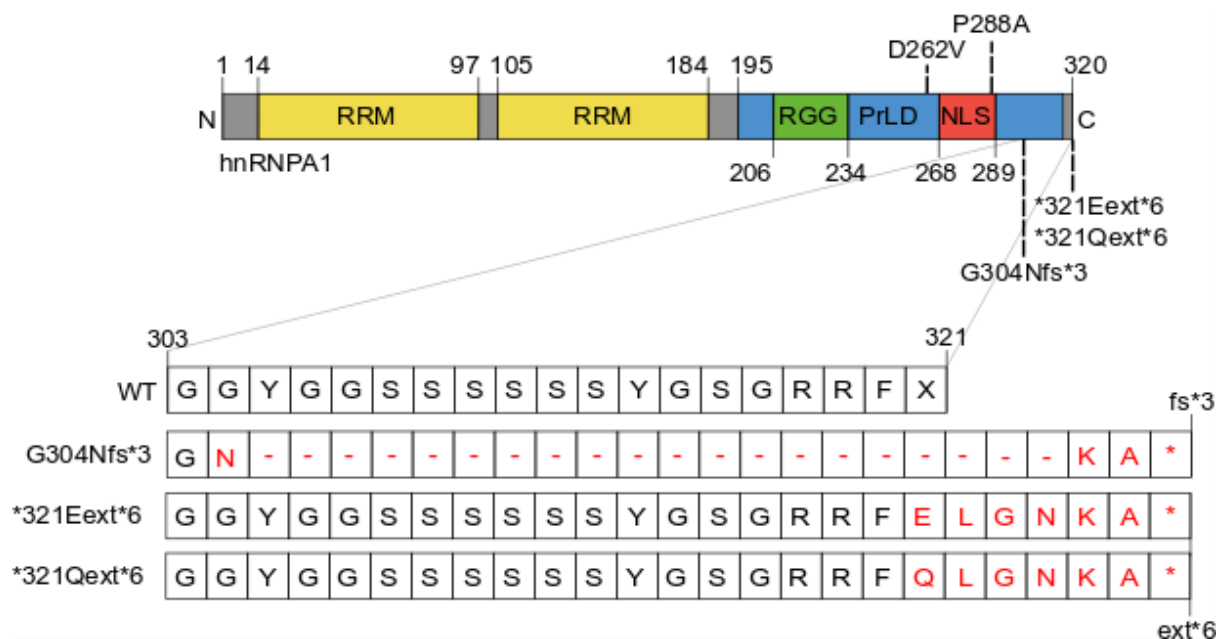 P288A
D262V
1 14 97 105 184 195 320
N RRM RRM RGG PrLD NLS C
hnRNPA1
206 234 268 289
*321Eext*6
*321Qext*6
G304Nfs*3
303 321
WT G G Y G G S S S S S S Y G S G R R F X
fs*3
G304Nfs*3 G N - - - - - - - - - - - - - - - - - - - - K A *
*321Eext*6 G G Y G G S S S S S S Y G S G R R F E L G N K A *
*321Qext*6 G G Y G G S S S S S S Y G S G R R F Q L G N K A *
ext*6